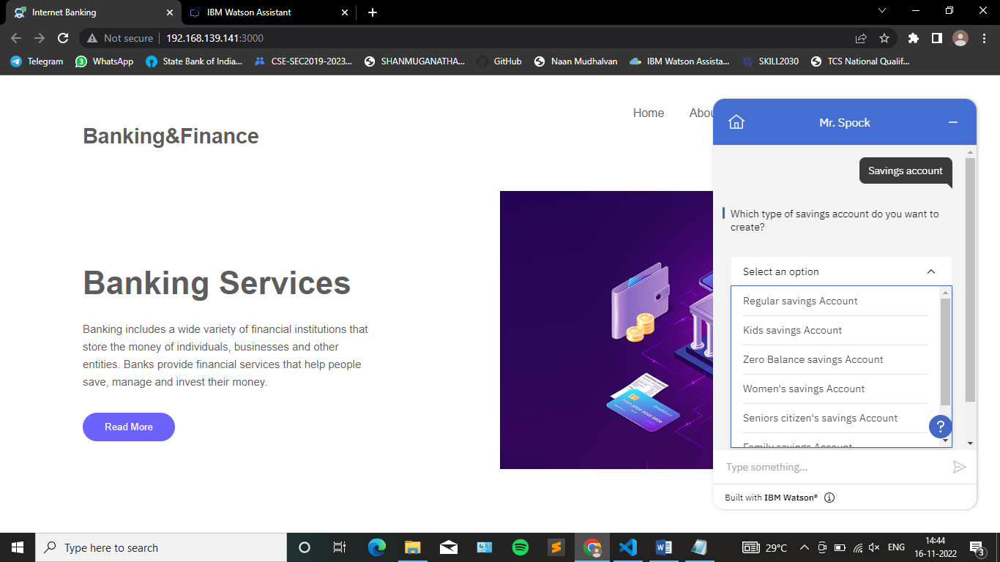 Internet Banking
IBM Watson Assistant
Not secure
192.168.139.141:3000
Telegram
WhatsApp
State Bank of India...
CSE-SEC2019-2023...
SHANMUGANATHA...
GitHub
Naan Mudhalvan
IBM Watson Assista...
SKILL2030
TCS National Qualif...
Banking&Finance
Home
Abou
Banking Services
Banking includes a wide variety of financial institutions that
store the money of individuals, businesses and other
entities. Banks provide financial services that help people
save, manage and invest their money.
Read More
Mr. Spock
Savings account
Which type of savings account do you want to
create?
Select an option
Regular savings Account
Kids savings Account
Zero Balance savings Account
Women's savings Account
Seniors citizen's savings Account
Family savings Account
?
Type something...
Built with IBM Watson®
Type here to search
29°C
ENG
14:44
16-11-2022
3